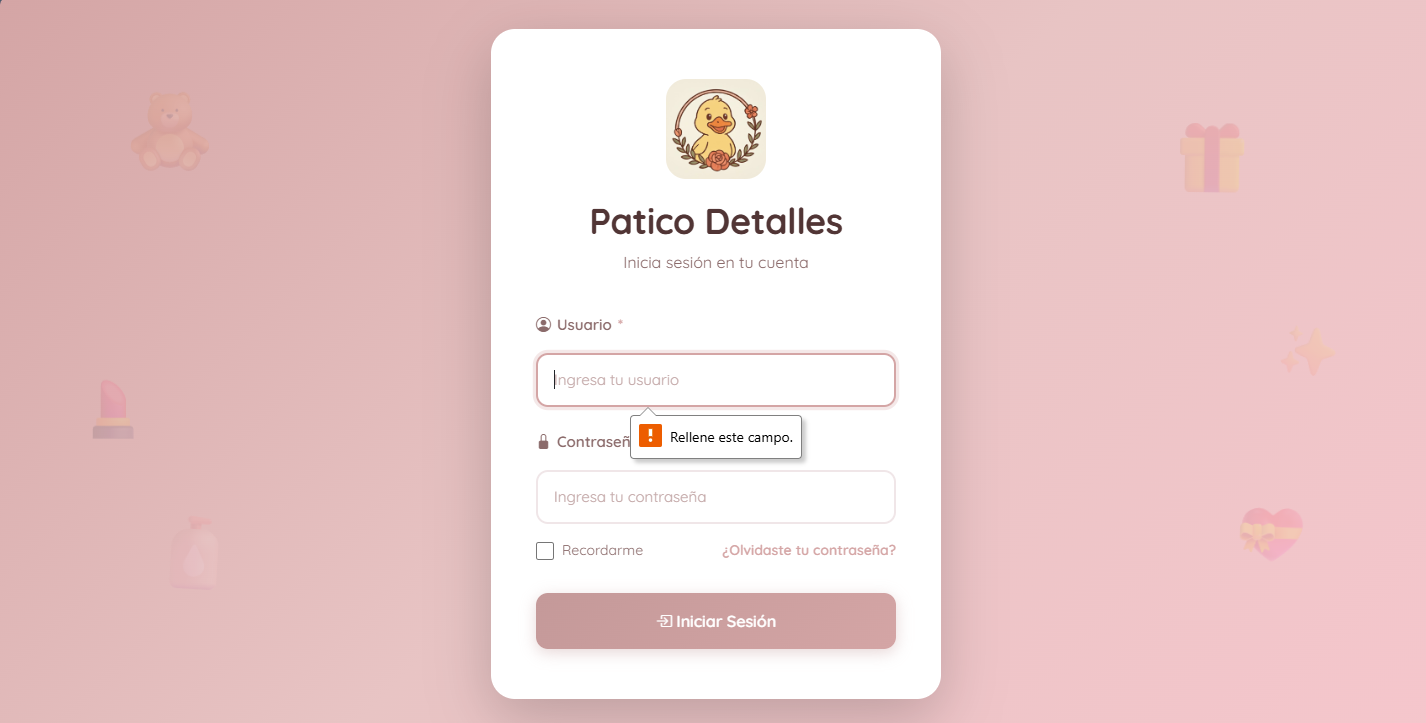 Patico Detalles
Inicia sesión en tu cuenta
Usuario *
Ingresa tu usuario
Rellene este campo.
Contraseñ
Ingresa tu contraseña
Recordarme
¿Olvidaste tu contraseña?
Iniciar Sesión